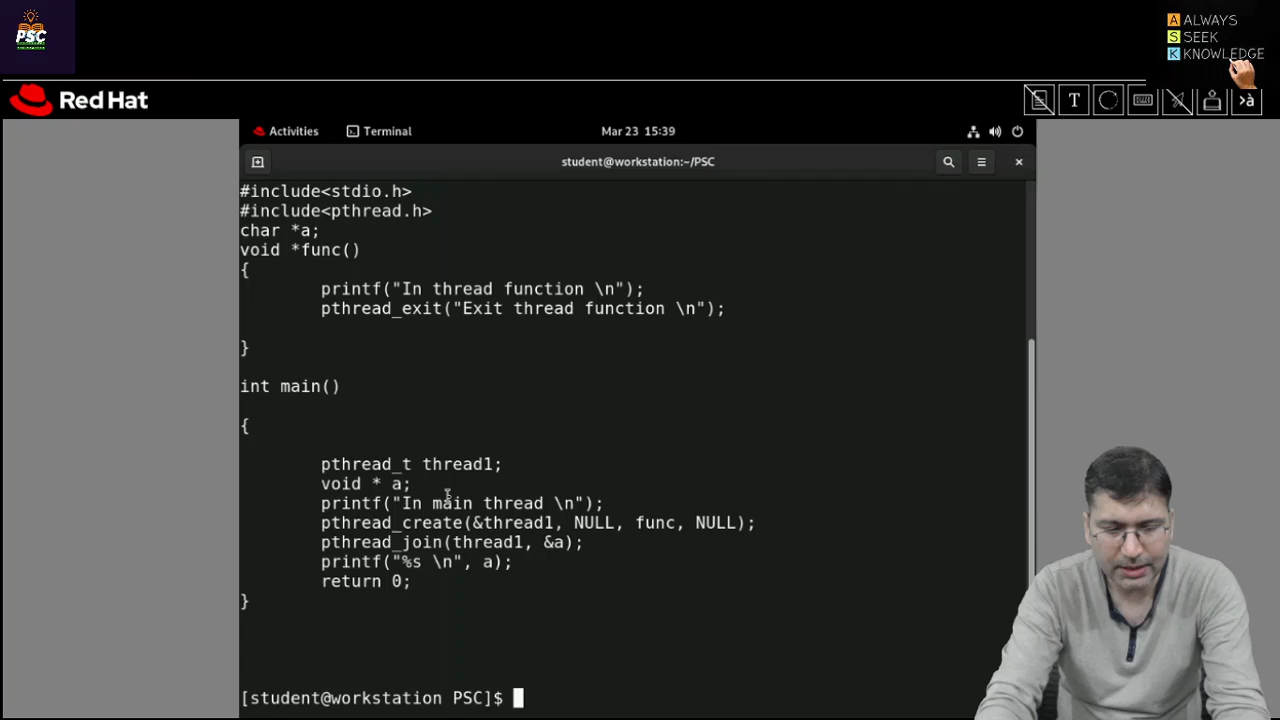 PSC
A ALWAYS
S SEEK
K KNOWLEDGE
Red Hat
T
à
Activities
Terminal
Mar 23 15:39
student@workstation:~/PSC
#include<stdio.h>
#include<pthread.h>
char *a;
void *func()
{
printf("In thread function \n");
pthread_exit("Exit thread function \n");
}
int main()
{
pthread_t thread1;
void * a;
printf("In main thread \n");
pthread_create(&thread1, NULL, func, NULL);
pthread_join(thread1, &a);
printf("%s \n", a);
return 0;
}
[student@workstation PSC]$